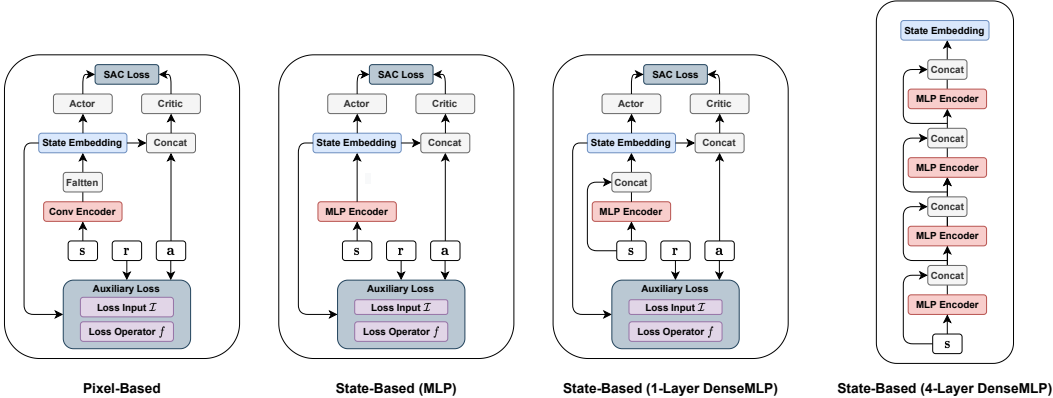 SAC Loss
Actor
Critic
State Embedding
Concat
Faltten
Conv Encoder
s
r
a
Auxiliary Loss
Loss Input I
Loss Operator f
Pixel-Based
SAC Loss
Actor
Critic
State Embedding
Concat
MLP Encoder
s
r
a
Auxiliary Loss
Loss Input I
Loss Operator f
State-Based (MLP)
SAC Loss
Actor
Critic
State Embedding
Concat
Concat
MLP Encoder
s
r
a
Auxiliary Loss
Loss Input I
Loss Operator f
State-Based (1-Layer DenseMLP)
State Embedding
Concat
MLP Encoder
Concat
MLP Encoder
Concat
MLP Encoder
Concat
MLP Encoder
s
State-Based (4-Layer DenseMLP)